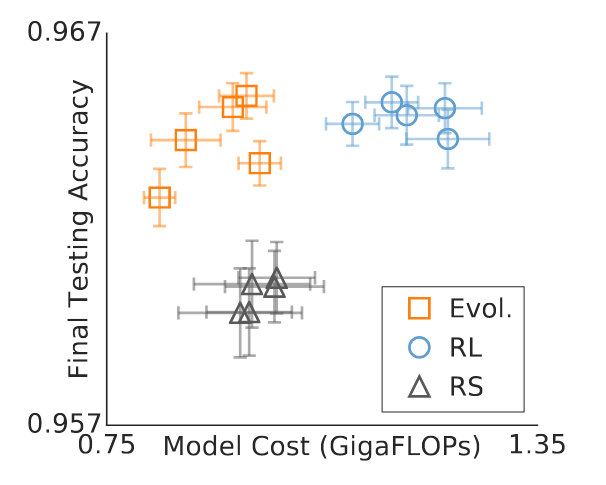 0.967
Final Testing Accuracy
Evol.
RL
RS
0.957
0.75 Model Cost (GigaFLOPs) 1.35